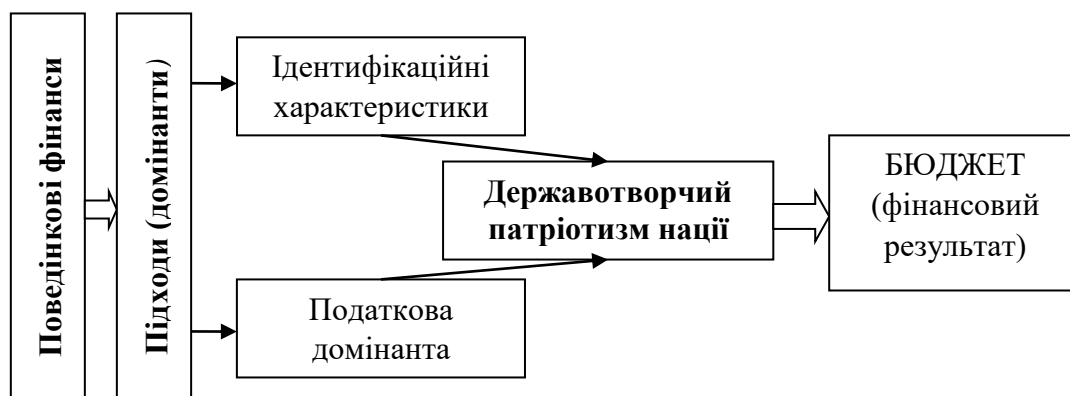 Поведінкові фінанси
Підходи (домінанти)
Ідентифікаційні
характеристики
Державотворчий
патріотизм нації
БЮДЖЕТ
(фінансовий
результат)
Податкова
домінанта